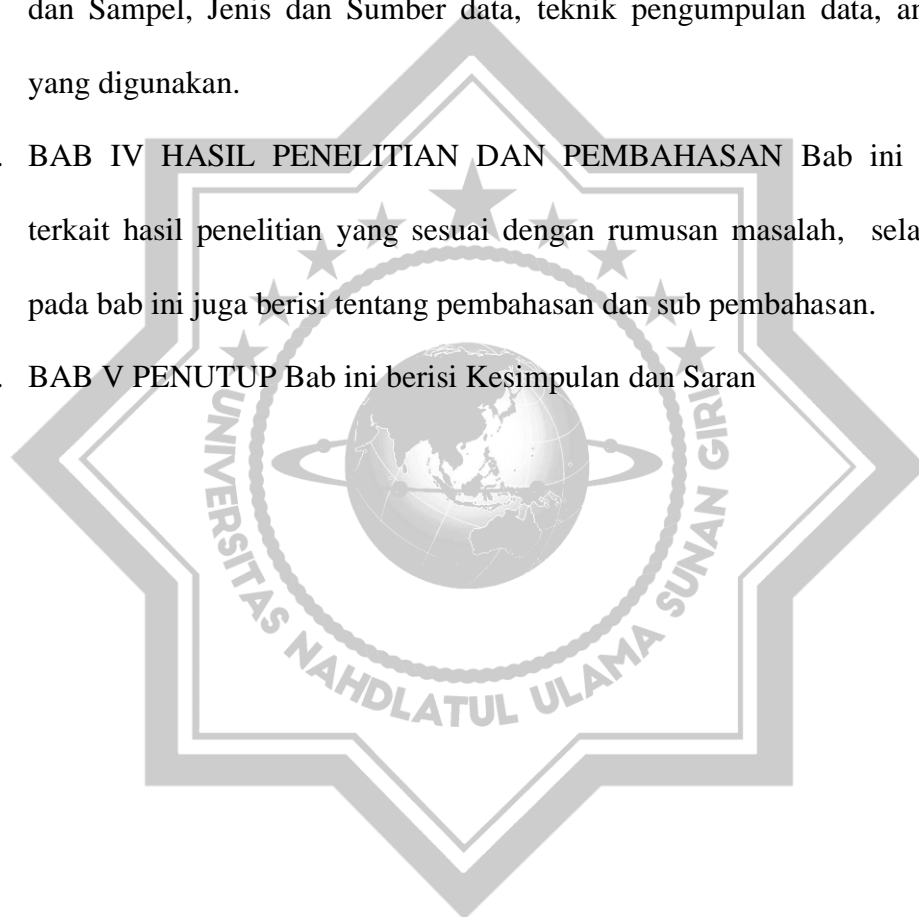 dan Sampel, Jenis dan Sumber data, teknik pengumpulan data,
yang digunakan.
. BAB IV HASIL PENELITIAN DAN PEMBAHASAN Bab ini
terkait hasil penelitian yang sesuai dengan rumusan masalah,
pada bab ini juga berisi tentang pembahasan dan sub pembahasan.
. BAB V PENUTUP Bab ini berisi Kesimpulan dan Saran
UNIVERSITAS NAHDLATUL ULAMA SUNAN GIRI